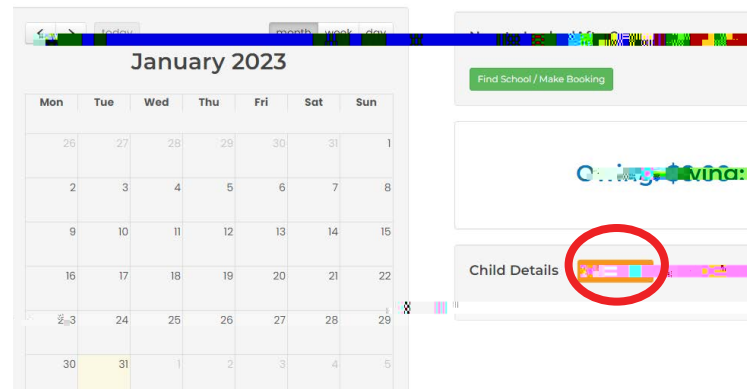 today month week day
January 2023
Mon Tue Wed Thu Fri Sat Sun
26 27 28 29 30 31 1
2 3 4 5 6 7 8
9 10 11 12 13 14 15
16 17 18 19 20 21 22
23 24 25 26 27 28 29
30 31 1 2 3 4 5
Find School / Make Booking
Child Details